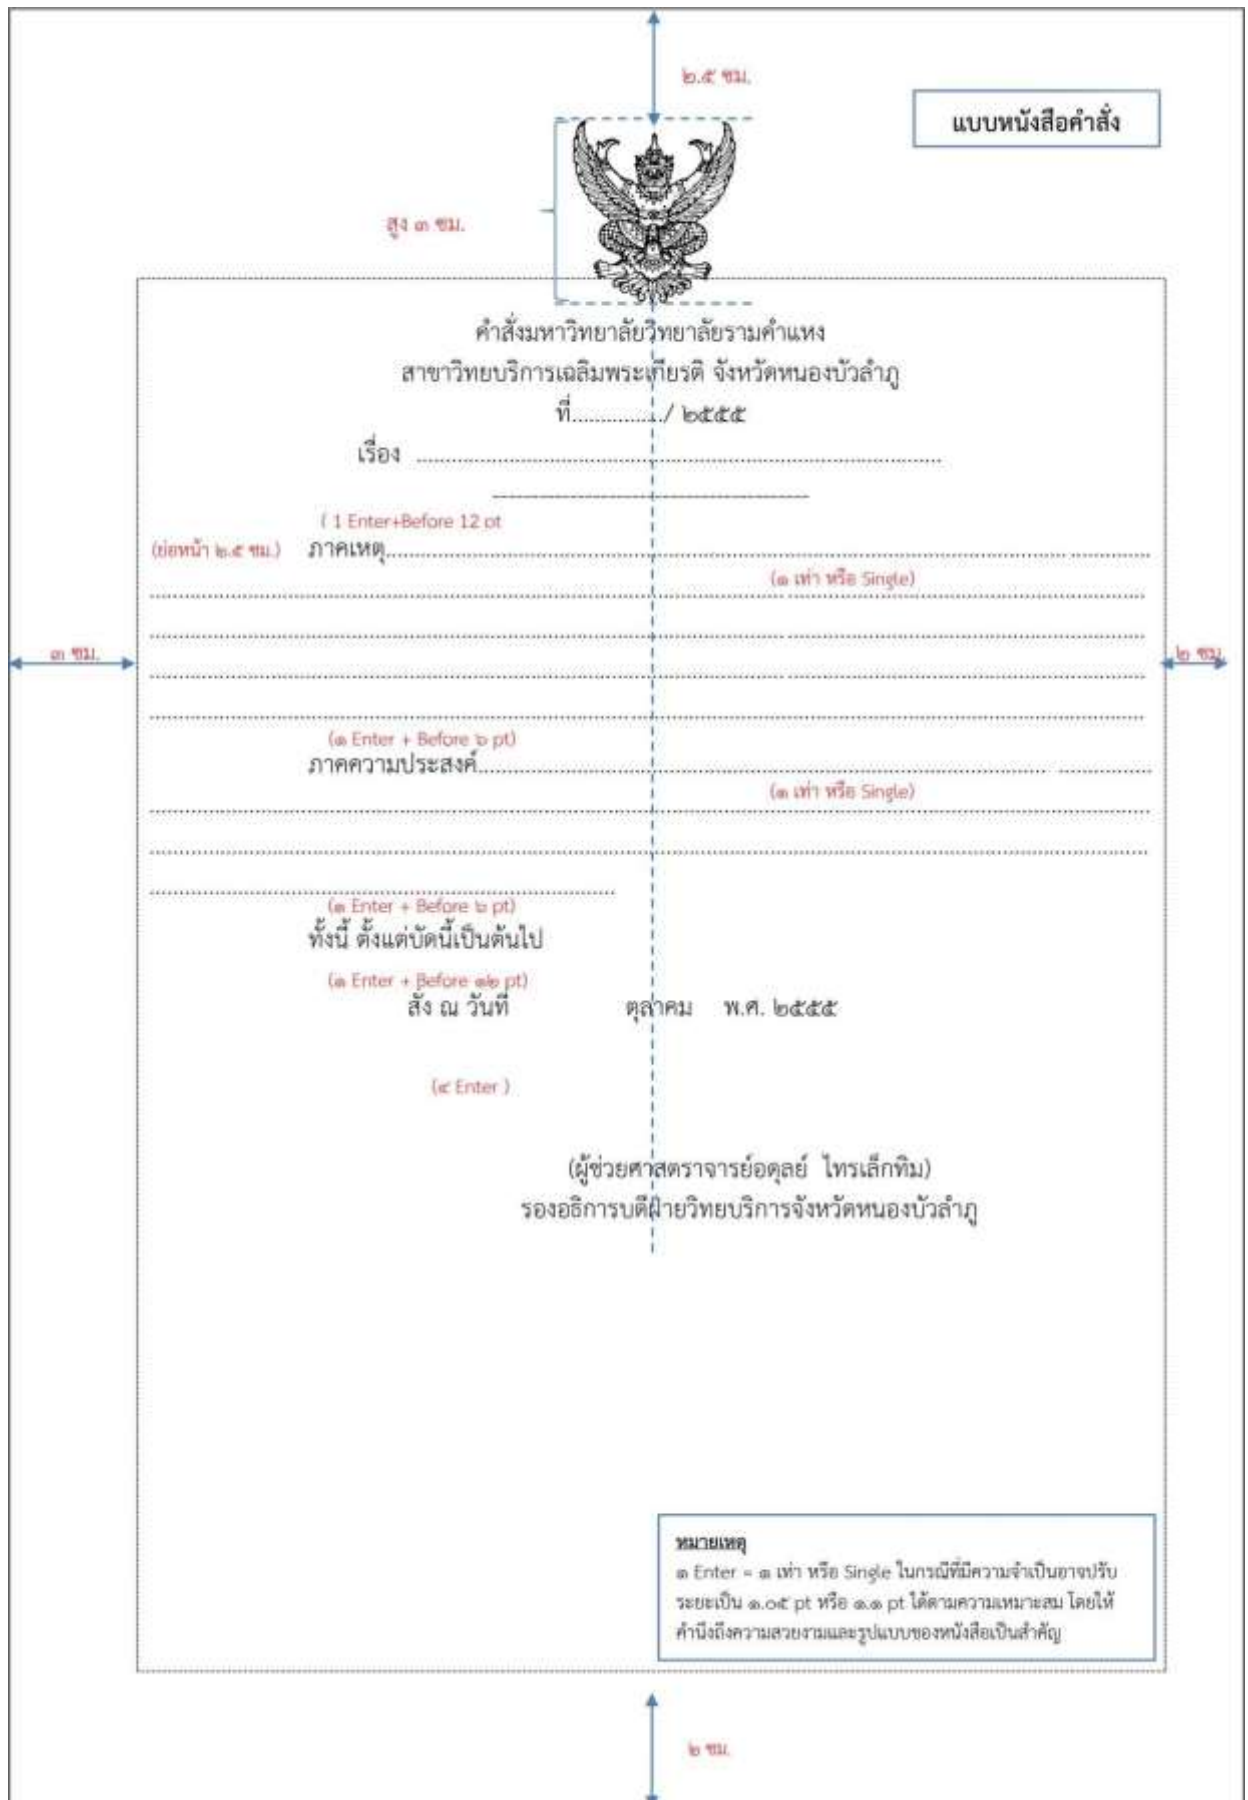 ๒.๕ ซม.
แบบหนังสือคำสั่ง
สูง ๓ ซม.
คำสั่งมหาวิทยาลัยวิทยาลัยรามคำแหง
สาขาวิทยบริการเฉลิมพระเกียรติ จังหวัดหนองบัวลำภู
ที่................/ ๒๕๕๕
เรื่อง ..........................................................................................
------------------------------------------------------
( 1 Enter+Before 12 pt
(ย่อหน้า ๒.๕ ซม.) ภาคเหตุ..........................................................................................
(๑ เท่า หรือ Single)
๓ ซม.
๒ ซม.
(๑ Enter + Before ๖ pt)
ภาคความประสงค์..........................................................................................
(๑ เท่า หรือ Single)
(๑ Enter + Before ๖ pt)
ทั้งนี้ ตั้งแต่บัดนี้เป็นต้นไป
(๑ Enter + Before ๑๒ pt)
สั่ง ณ วันที่ ตุลาคม พ.ศ. ๒๕๕๕
(๔ Enter )
(ผู้ช่วยศาสตราจารย์อดุลย์ ไทรเล็กทิม)
รองอธิการบดีฝ่ายวิทยบริการจังหวัดหนองบัวลำภู
หมายเหตุ
๑ Enter = ๑ เท่า หรือ Single ในกรณีที่มีความจำเป็นอาจปรับ
ระยะเป็น ๑.๐๕ pt หรือ ๑.๑ pt ได้ตามความเหมาะสม โดยให้
คำนึงถึงความสวยงามและรูปแบบของหนังสือเป็นสำคัญ
๒ ซม.